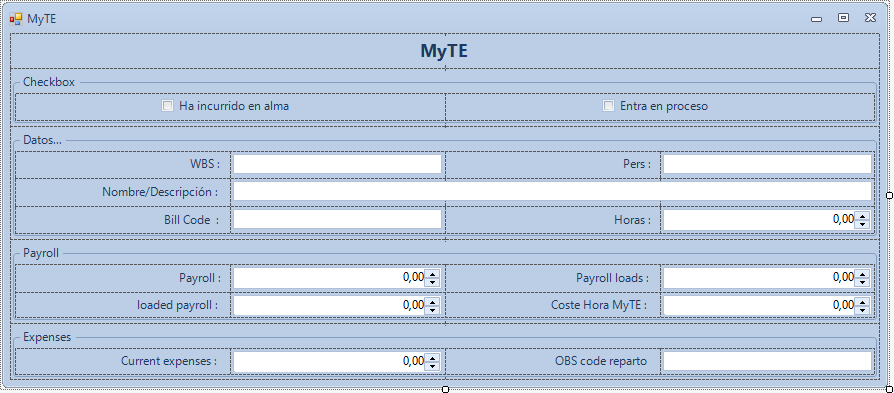 MyTE
MyTE
Checkbox
Ha incurrido en alma Entra en proceso
Datos...
WBS : Pers :
Nombre/Descripción :
Bill Code : Horas : 0,00
Payroll
Payroll : 0,00 Payroll loads : 0,00
loaded payroll : 0,00 Coste Hora MyTE : 0,00
Expenses
Current expenses : 0,00 OBS code reparto